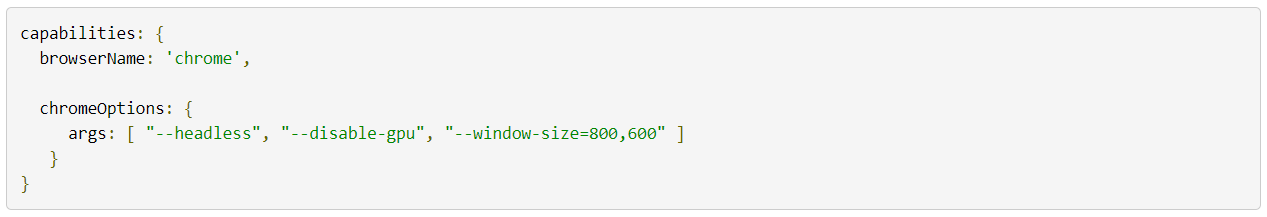 capabilities: {
  browserName: 'chrome',

  chromeOptions: {
     args: [ "--headless", "--disable-gpu", "--window-size=800,600" ]
   }
}